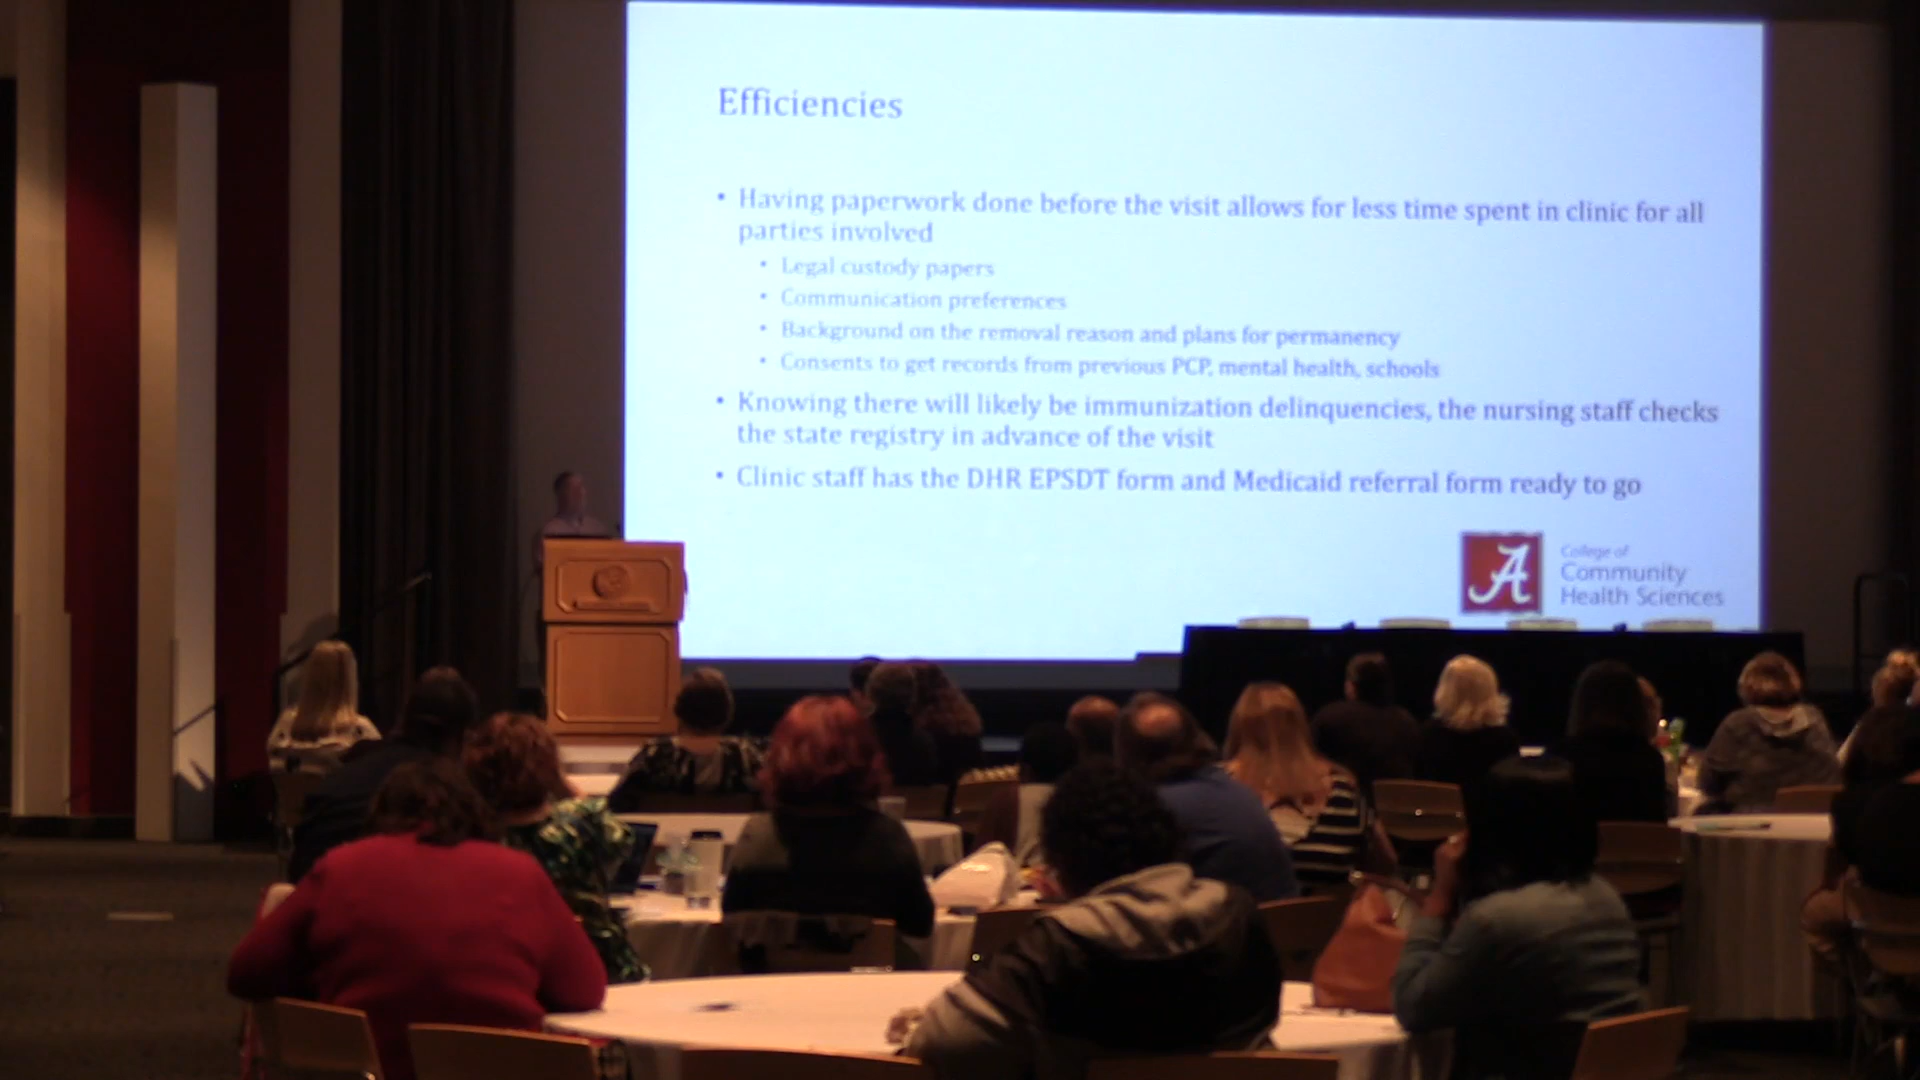 Efficiencies
• Having paperwork done before the visit allows for less time spent in clinic for all
parties involved
• Legal custody papers
• Communication preferences
• Background on the removal reason and plans for permanency
• Consents to get records from previous PCP, mental health, schools
• Knowing there will likely be immunization delinquencies, the nursing staff checks
the state registry in advance of the visit
• Clinic staff has the DHR EPSDT form and Medicaid referral form ready to go
A
College of
Community
Health Sciences